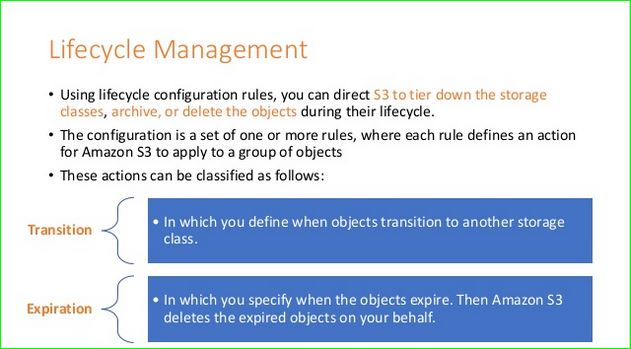 Lifecycle Management
• Using lifecycle configuration rules, you can direct S3 to tier down the storage
classes, archive, or delete the objects during their lifecycle.
• The configuration is a set of one or more rules, where each rule defines an action
for Amazon S3 to apply to a group of objects
• These actions can be classified as follows:
Transition
• In which you define when objects transition to another storage
class.
Expiration
• In which you specify when the objects expire. Then Amazon S3
deletes the expired objects on your behalf.